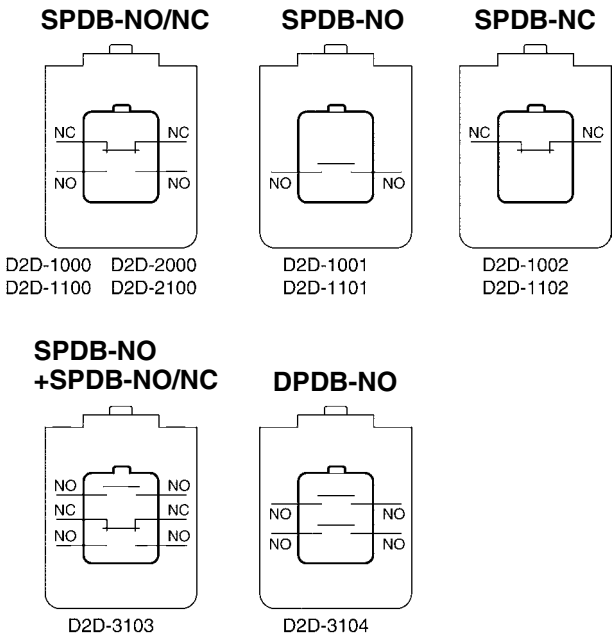 SPDB-NO/NC
NC NC
NO NO
D2D-1000 D2D-2000
D2D-1100 D2D-2100
SPDB-NO
NO NO
D2D-1001
D2D-1101
SPDB-NC
NC NC
D2D-1002
D2D-1102
SPDB-NO
+SPDB-NO/NC
NO NO
NC NC
NO NO
D2D-3103
DPDB-NO
NO NO
NO NO
D2D-3104